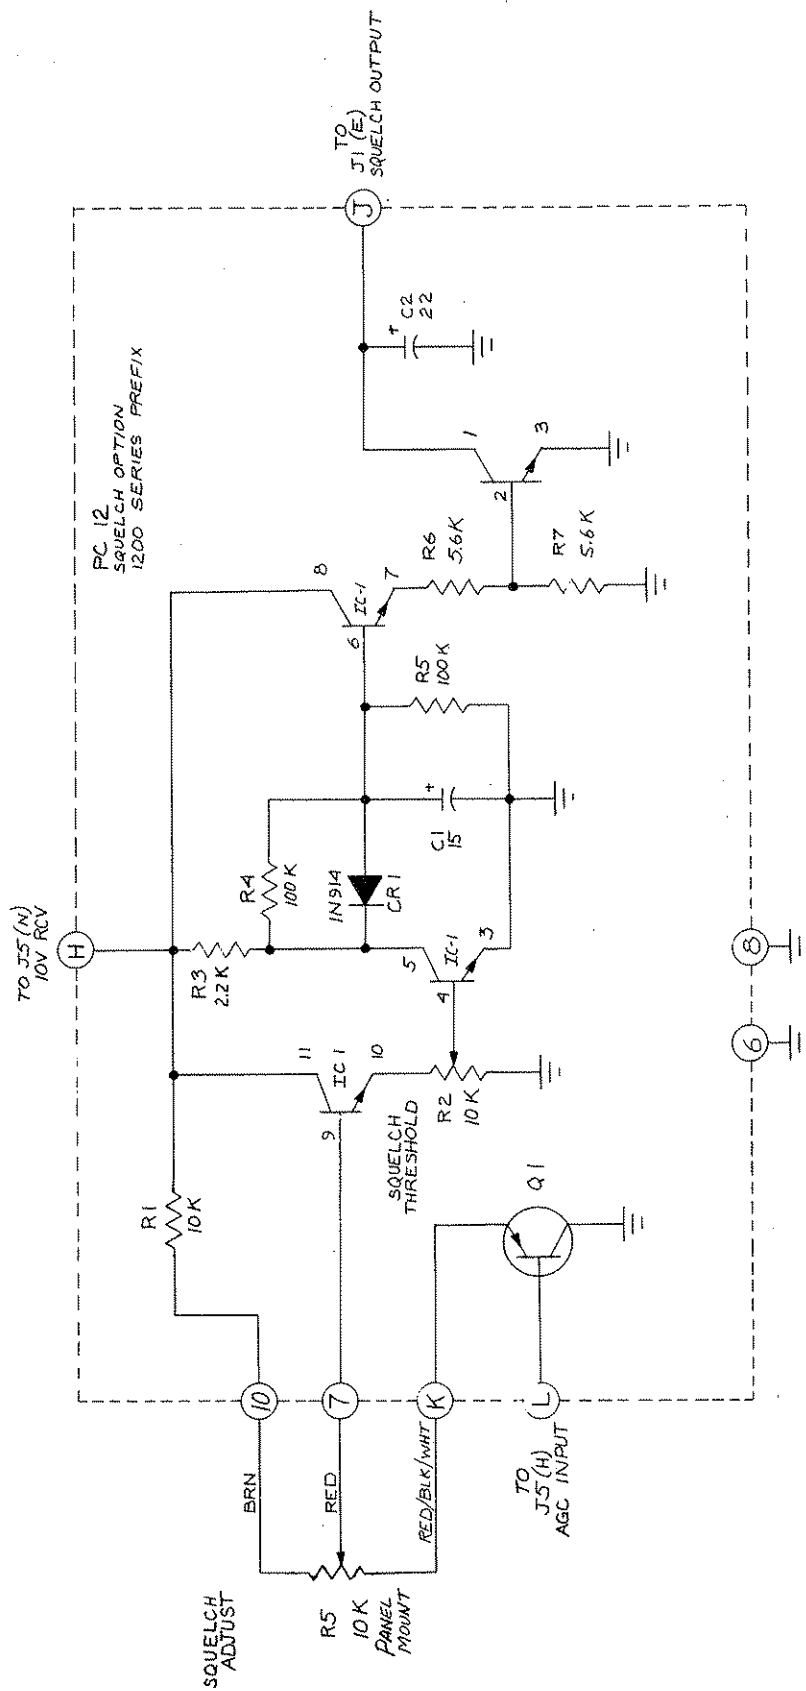 PC 12
SQUELCH OPTION
1200 SERIES PREFIX
TO J5 (N)
10V RCV
H
TO
J1 (E)
SQUELCH OUTPUT
J
C2
22
+
R1
10K
R3
2.2K
R4
100K
1N914
CR1
C1
15
+
R5
100K
R6
5.6K
R7
5.6K
8
IC-1
7
6
1
2
3
11
IC1
10
9
5
IC-1
3
4
SQUELCH
THRESHOLD
R2
10K
Q1
10
7
K
L
BRN
RED
RED/BLK/WHT
SQUELCH
ADJUST
R5
10K
PANEL
MOUNT
TO
J5 (H)
AGC INPUT
6
8